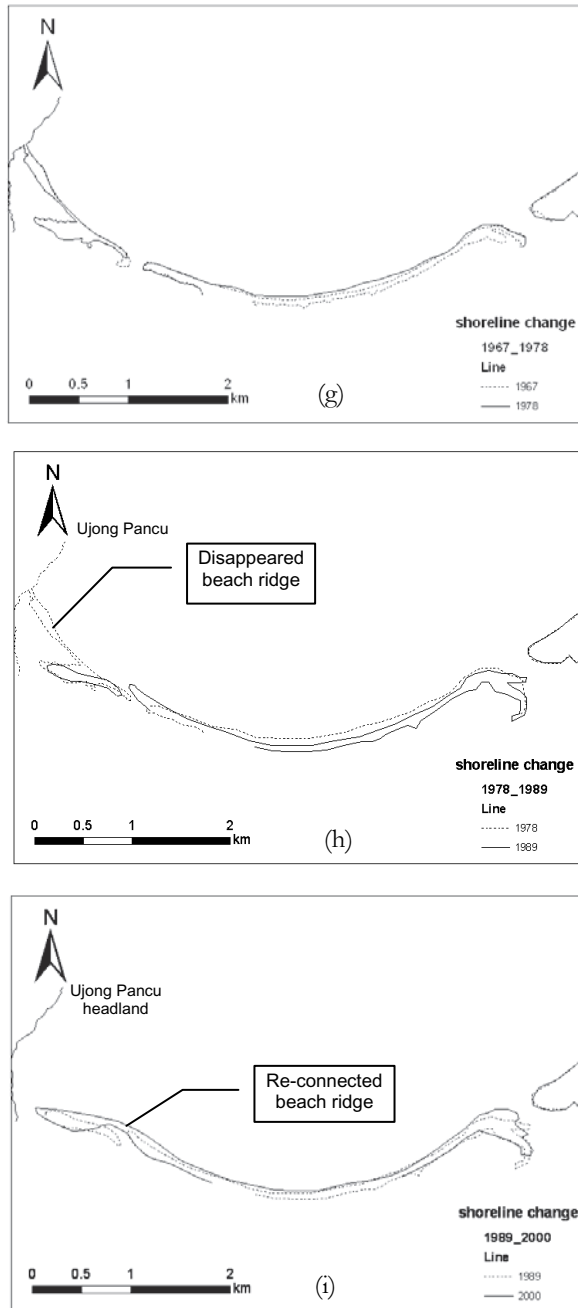 N
shoreline change
1967_1978
Line
1967
1978
0 0.5 1 2
km
(g)
N
Ujong Pancu
Disappeared
beach ridge
shoreline change
1978_1989
Line
1978
1989
0 0.5 1 2
km
(h)
N
Ujong Pancu
headland
Re-connected
beach ridge
shoreline change
1989_2000
Line
1989
2000
0 0.5 1 2
km
(i)